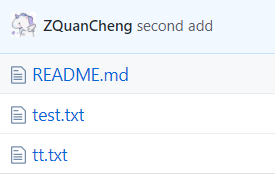 ZQuanCheng second add
README.md
test.txt
tt.txt